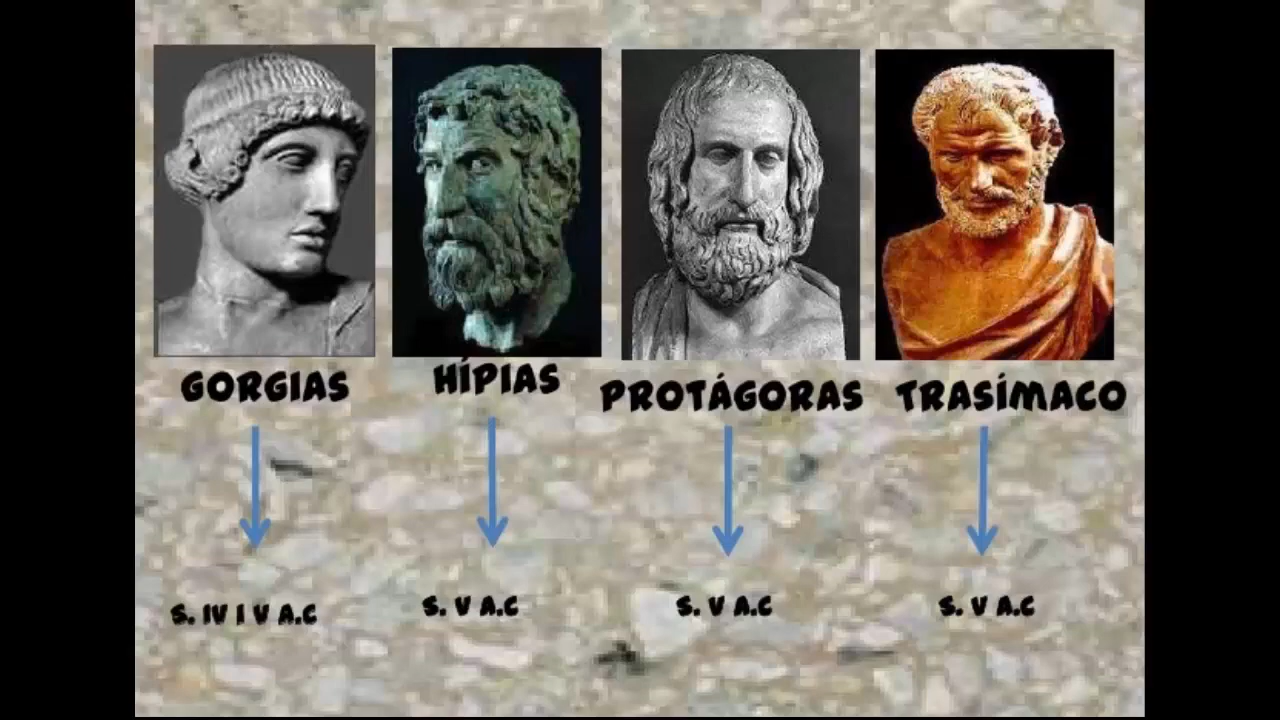 GORGIAS
HÍPIAS
PROTÁGORAS
TRASÍMACO
S. IV I V A.C
S. V A.C
S. V A.C
S. V A.C